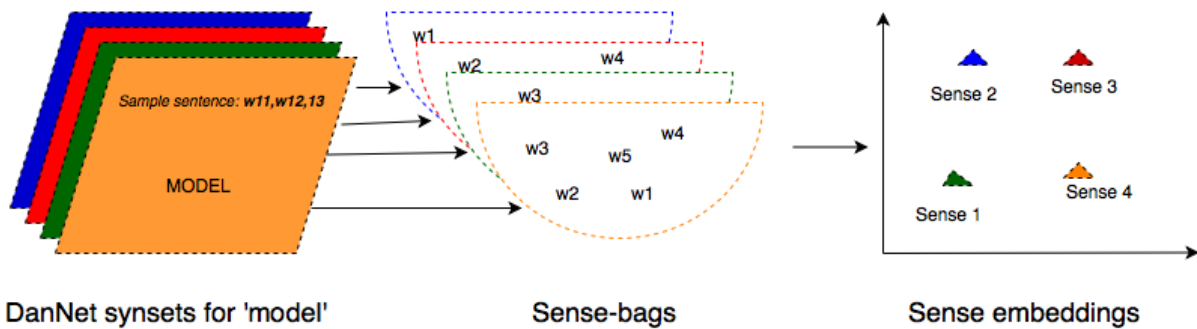 Sample sentence: w11,w12,13
MODEL
w1
w2
w4
w3
w4
w3
w5
w2
w1
Sense 2
Sense 3
Sense 1
Sense 4
DanNet synsets for 'model'
Sense-bags
Sense embeddings